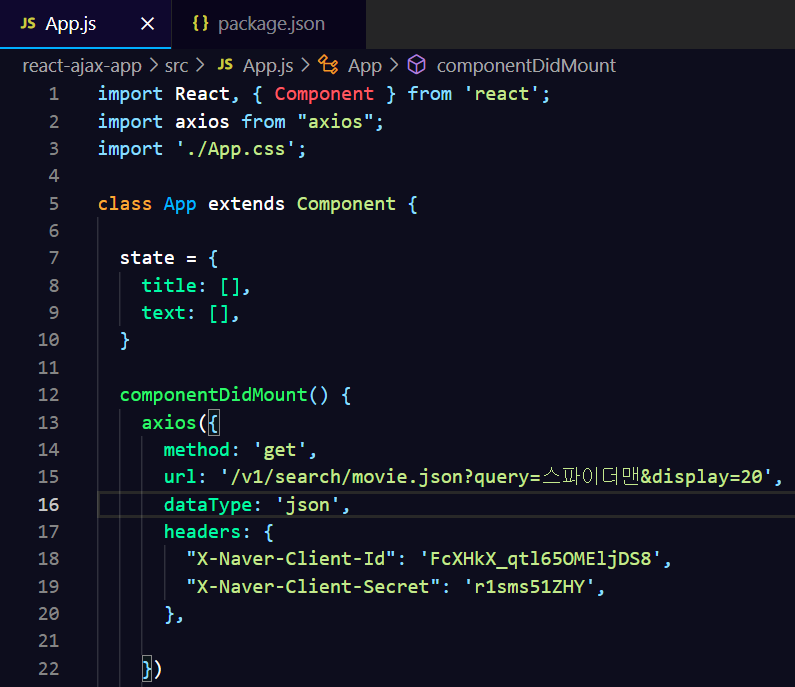 JS App.js ×
{} package.json
react-ajax-app > src > JS App.js > App > componentDidMount
1 import React, { Component } from 'react';
2 import axios from "axios";
3 import './App.css';
4
5 class App extends Component {
6
7 state = {
8 title: [],
9 text: [],
10 }
11
12 componentDidMount() {
13 axios({
14 method: 'get',
15 url: '/v1/search/movie.json?query=스파이더맨&display=20',
16 dataType: 'json',
17 headers: {
18 "X-Naver-Client-Id": 'FcXHkX_qtl65OMEljDS8',
19 "X-Naver-Client-Secret": 'r1sms51ZHY',
20 },
21
22 })